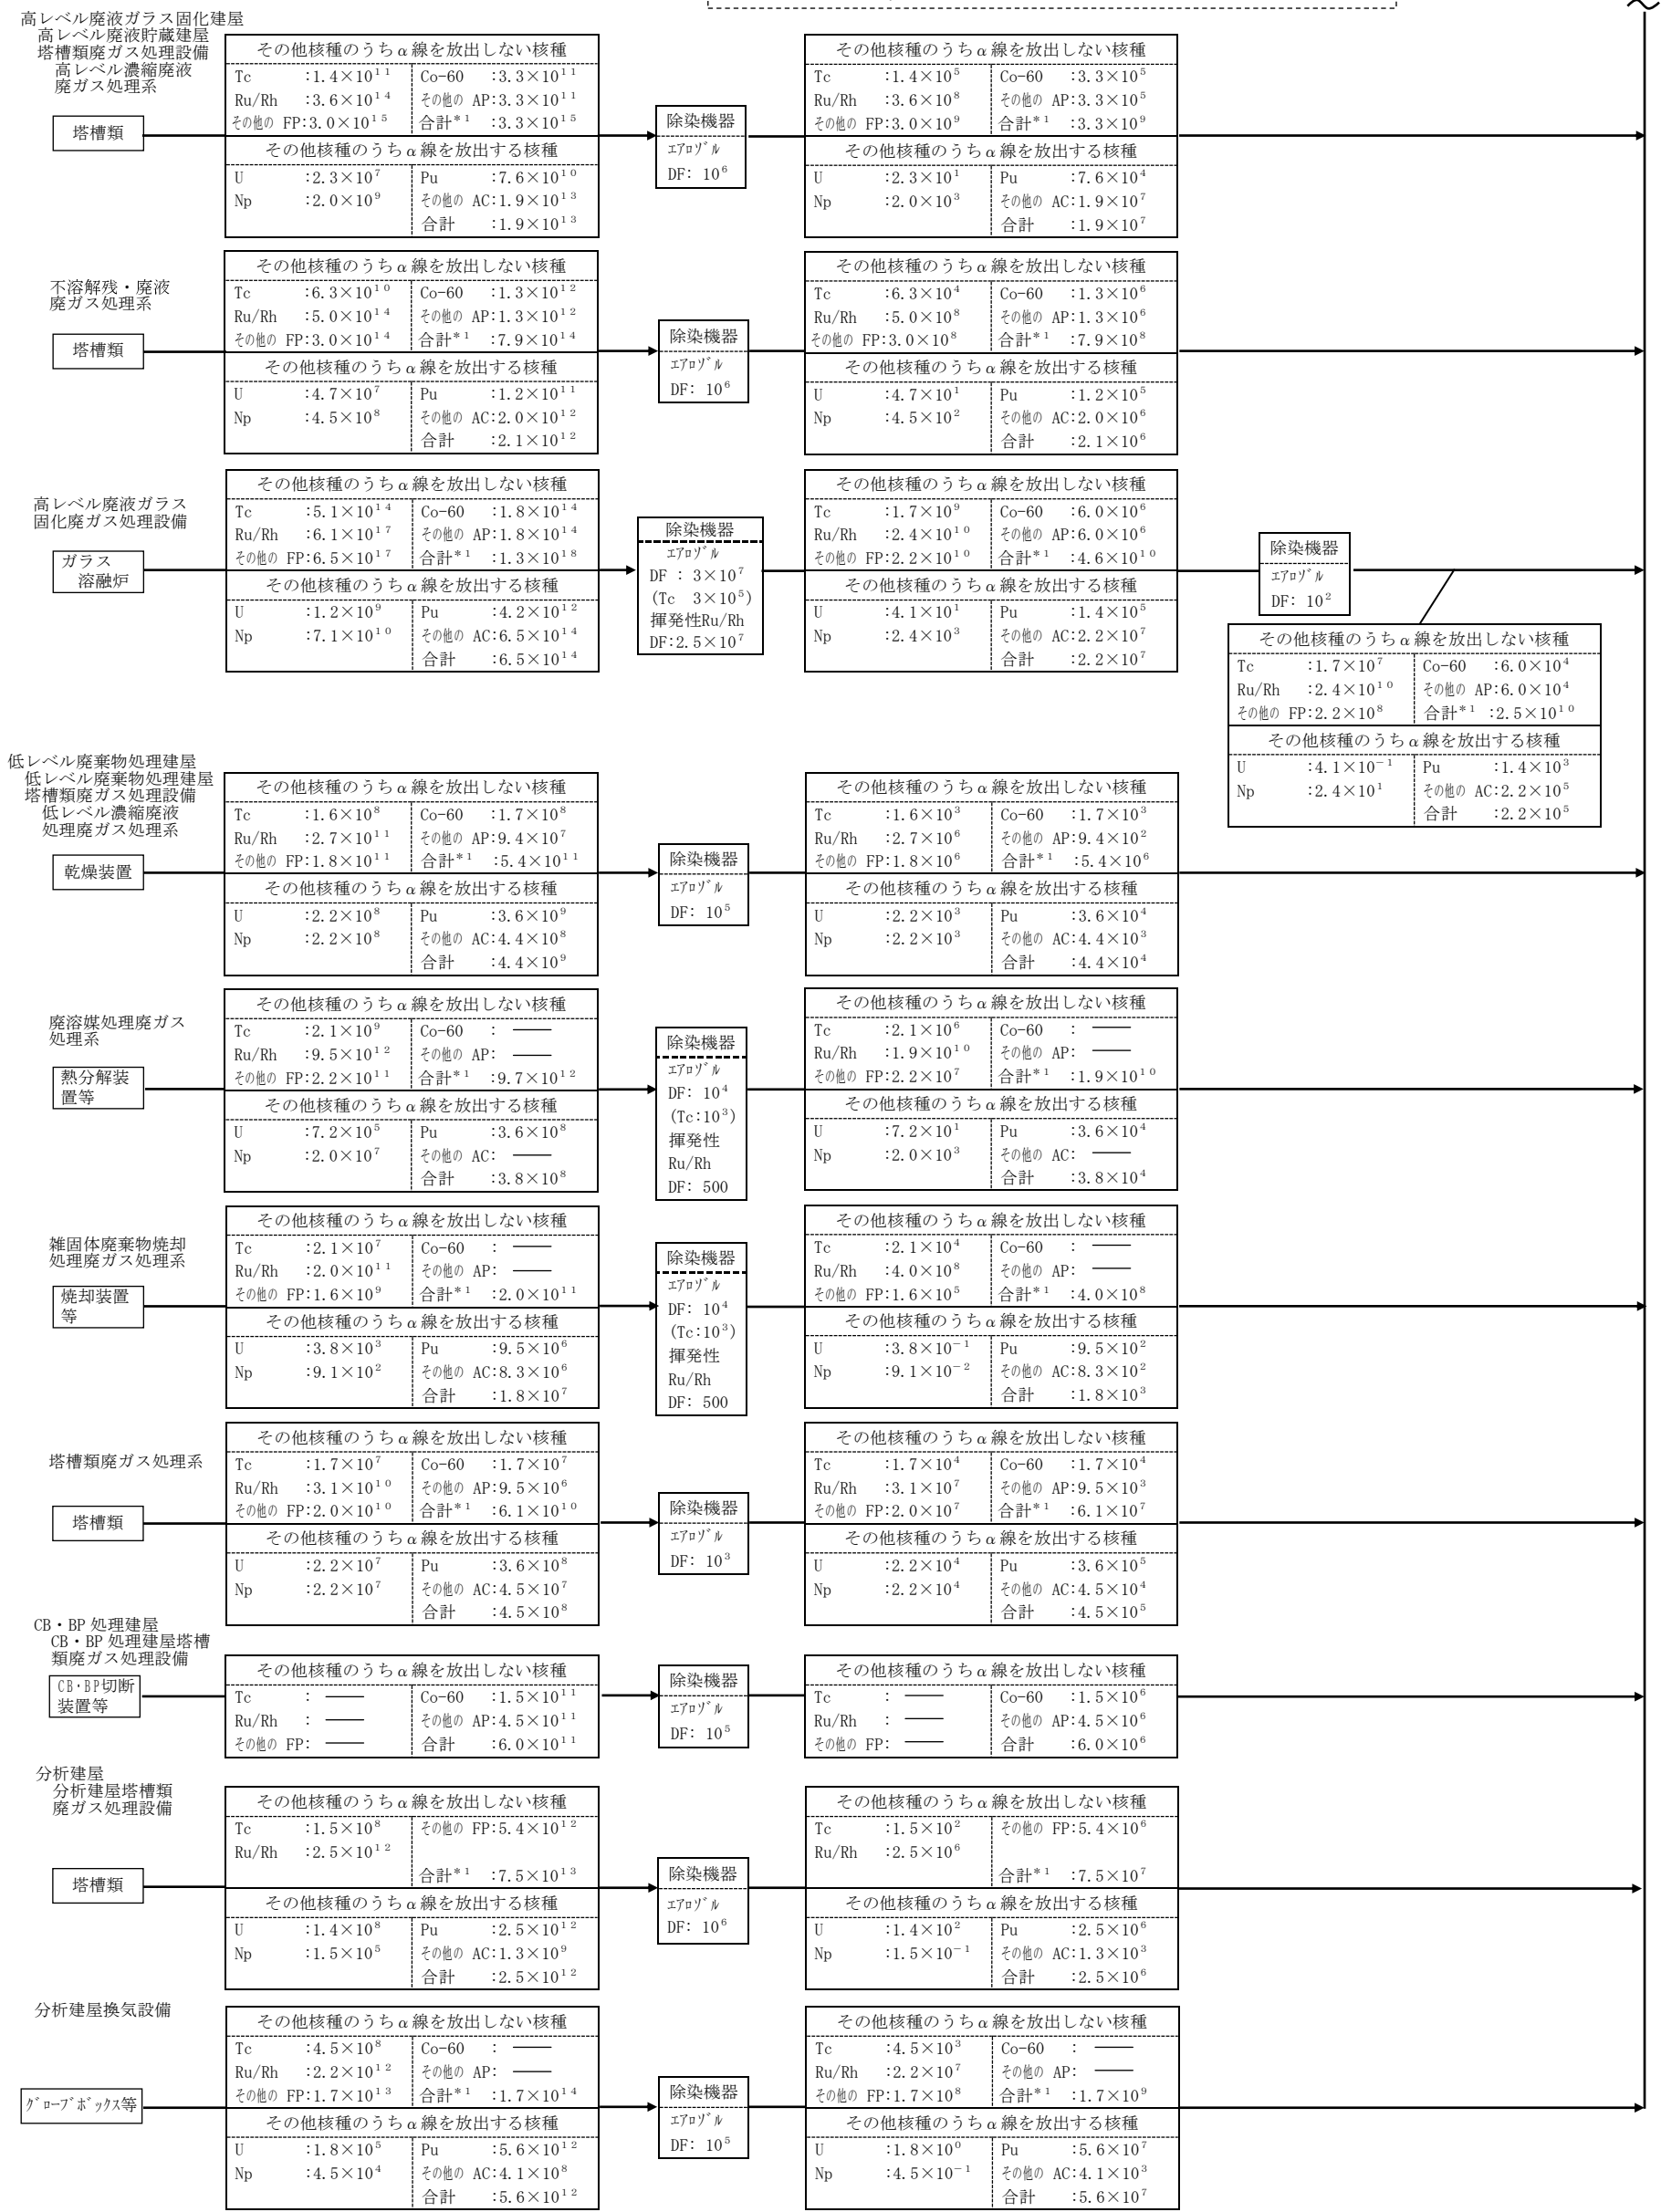 高レベル廃液ガラス固化建屋
高レベル廃液貯蔵建屋
塔槽類廃ガス処理設備
高レベル濃縮廃液
廃ガス処理系
塔槽類
その他核種のうちα線を放出しない核種
Tc :1.4×10¹¹ Co-60 :3.3×10¹¹
Ru/Rh :3.6×10¹⁴ その他の AP:3.3×10¹¹
その他の FP:3.0×10¹⁵ 合計*¹ :3.3×10¹⁵
その他核種のうちα線を放出する核種
U :2.3×10⁷ Pu :7.6×10¹⁰
Np :2.0×10⁹ その他の AC:1.9×10¹³
合計 :1.9×10¹³
除染機器
エアロゾル
DF: 10⁶
その他核種のうちα線を放出しない核種
Tc :1.4×10⁵ Co-60 :3.3×10⁵
Ru/Rh :3.6×10⁸ その他の AP:3.3×10⁵
その他の FP:3.0×10⁹ 合計*¹ :3.3×10⁹
その他核種のうちα線を放出する核種
U :2.3×10¹ Pu :7.6×10⁴
Np :2.0×10³ その他の AC:1.9×10⁷
合計 :1.9×10⁷
不溶解残・廃液
廃ガス処理系
塔槽類
その他核種のうちα線を放出しない核種
Tc :6.3×10¹⁰ Co-60 :1.3×10¹²
Ru/Rh :5.0×10¹⁴ その他の AP:1.3×10¹²
その他の FP:3.0×10¹⁴ 合計*¹ :7.9×10¹⁴
その他核種のうちα線を放出する核種
U :4.7×10⁷ Pu :1.2×10¹¹
Np :4.5×10⁸ その他の AC:2.0×10¹²
合計 :2.1×10¹²
除染機器
エアロゾル
DF: 10⁶
その他核種のうちα線を放出しない核種
Tc :6.3×10⁴ Co-60 :1.3×10⁶
Ru/Rh :5.0×10⁸ その他の AP:1.3×10⁶
その他の FP:3.0×10⁸ 合計*¹ :7.9×10⁸
その他核種のうちα線を放出する核種
U :4.7×10¹ Pu :1.2×10⁵
Np :4.5×10² その他の AC:2.0×10⁶
合計 :2.1×10⁶
高レベル廃液ガラス
固化廃ガス処理設備
ガラス
溶融炉
その他核種のうちα線を放出しない核種
Tc :5.1×10¹⁴ Co-60 :1.8×10¹⁴
Ru/Rh :6.1×10¹⁷ その他の AP:1.8×10¹⁴
その他の FP:6.5×10¹⁷ 合計*¹ :1.3×10¹⁸
その他核種のうちα線を放出する核種
U :1.2×10⁹ Pu :4.2×10¹²
Np :7.1×10¹⁰ その他の AC:6.5×10¹⁴
合計 :6.5×10¹⁴
除染機器
エアロゾル
DF : 3×10⁷
(Tc 3×10⁵)
揮発性Ru/Rh
DF:2.5×10⁷
その他核種のうちα線を放出しない核種
Tc :1.7×10⁹ Co-60 :6.0×10⁶
Ru/Rh :2.4×10¹⁰ その他の AP:6.0×10⁶
その他の FP:2.2×10¹⁰ 合計*¹ :4.6×10¹⁰
その他核種のうちα線を放出する核種
U :4.1×10¹ Pu :1.4×10⁵
Np :2.4×10³ その他の AC:2.2×10⁷
合計 :2.2×10⁷
除染機器
エアロゾル
DF: 10²
その他核種のうちα線を放出しない核種
Tc :1.7×10⁷ Co-60 :6.0×10⁴
Ru/Rh :2.4×10¹⁰ その他の AP:6.0×10⁴
その他の FP:2.2×10⁸ 合計*¹ :2.5×10¹⁰
その他核種のうちα線を放出する核種
U :4.1×10⁻¹ Pu :1.4×10³
Np :2.4×10¹ その他の AC:2.2×10⁵
合計 :2.2×10⁵
低レベル廃棄物処理建屋
低レベル廃棄物処理建屋
塔槽類廃ガス処理設備
低レベル濃縮廃液
処理廃ガス処理系
乾燥装置
その他核種のうちα線を放出しない核種
Tc :1.6×10⁸ Co-60 :1.7×10⁸
Ru/Rh :2.7×10¹¹ その他の AP:9.4×10⁷
その他の FP:1.8×10¹¹ 合計*¹ :5.4×10¹¹
その他核種のうちα線を放出する核種
U :2.2×10⁸ Pu :3.6×10⁹
Np :2.2×10⁸ その他の AC:4.4×10⁸
合計 :4.4×10⁹
除染機器
エアロゾル
DF: 10⁵
その他核種のうちα線を放出しない核種
Tc :1.6×10³ Co-60 :1.7×10³
Ru/Rh :2.7×10⁶ その他の AP:9.4×10²
その他の FP:1.8×10⁶ 合計*¹ :5.4×10⁶
その他核種のうちα線を放出する核種
U :2.2×10³ Pu :3.6×10⁴
Np :2.2×10³ その他の AC:4.4×10³
合計 :4.4×10⁴
廃溶媒処理廃ガス
処理系
熱分解装
置等
その他核種のうちα線を放出しない核種
Tc :2.1×10⁹ Co-60 : ――
Ru/Rh :9.5×10¹² その他の AP: ――
その他の FP:2.2×10¹¹ 合計*¹ :9.7×10¹²
その他核種のうちα線を放出する核種
U :7.2×10⁵ Pu :3.6×10⁸
Np :2.0×10⁷ その他の AC: ――
合計 :3.8×10⁸
除染機器
エアロゾル
DF: 10⁴
(Tc:10³)
揮発性
Ru/Rh
DF: 500
その他核種のうちα線を放出しない核種
Tc :2.1×10⁶ Co-60 : ――
Ru/Rh :1.9×10¹⁰ その他の AP: ――
その他の FP:2.2×10⁷ 合計*¹ :1.9×10¹⁰
その他核種のうちα線を放出する核種
U :7.2×10¹ Pu :3.6×10⁴
Np :2.0×10³ その他の AC: ――
合計 :3.8×10⁴
雑固体廃棄物焼却
処理廃ガス処理系
焼却装置
等
その他核種のうちα線を放出しない核種
Tc :2.1×10⁷ Co-60 : ――
Ru/Rh :2.0×10¹¹ その他の AP: ――
その他の FP:1.6×10⁹ 合計*¹ :2.0×10¹¹
その他核種のうちα線を放出する核種
U :3.8×10³ Pu :9.5×10⁶
Np :9.1×10² その他の AC:8.3×10⁶
合計 :1.8×10⁷
除染機器
エアロゾル
DF: 10⁴
(Tc:10³)
揮発性
Ru/Rh
DF: 500
その他核種のうちα線を放出しない核種
Tc :2.1×10⁴ Co-60 : ――
Ru/Rh :4.0×10⁸ その他の AP: ――
その他の FP:1.6×10⁵ 合計*¹ :4.0×10⁸
その他核種のうちα線を放出する核種
U :3.8×10⁻¹ Pu :9.5×10²
Np :9.1×10⁻² その他の AC:8.3×10²
合計 :1.8×10³
塔槽類廃ガス処理系
塔槽類
その他核種のうちα線を放出しない核種
Tc :1.7×10⁷ Co-60 :1.7×10⁷
Ru/Rh :3.1×10¹⁰ その他の AP:9.5×10⁶
その他の FP:2.0×10¹⁰ 合計*¹ :6.1×10¹⁰
その他核種のうちα線を放出する核種
U :2.2×10⁷ Pu :3.6×10⁸
Np :2.2×10⁷ その他の AC:4.5×10⁷
合計 :4.5×10⁸
除染機器
エアロゾル
DF: 10³
その他核種のうちα線を放出しない核種
Tc :1.7×10⁴ Co-60 :1.7×10⁴
Ru/Rh :3.1×10⁷ その他の AP:9.5×10³
その他の FP:2.0×10⁷ 合計*¹ :6.1×10⁷
その他核種のうちα線を放出する核種
U :2.2×10⁴ Pu :3.6×10⁵
Np :2.2×10⁴ その他の AC:4.5×10⁴
合計 :4.5×10⁵
CB・BP 処理建屋
CB・BP 処理建屋塔槽
類廃ガス処理設備
CB・BP切断
装置等
その他核種のうちα線を放出しない核種
Tc : ―― Co-60 :1.5×10¹¹
Ru/Rh : ―― その他の AP:4.5×10¹¹
その他の FP: ―― 合計 :6.0×10¹¹
除染機器
エアロゾル
DF: 10⁵
その他核種のうちα線を放出しない核種
Tc : ―― Co-60 :1.5×10⁶
Ru/Rh : ―― その他の AP:4.5×10⁶
その他の FP: ―― 合計 :6.0×10⁶
分析建屋
分析建屋塔槽類
廃ガス処理設備
塔槽類
その他核種のうちα線を放出しない核種
Tc :1.5×10⁸ その他の FP:5.4×10¹²
Ru/Rh :2.5×10¹²
合計*¹ :7.5×10¹³
その他核種のうちα線を放出する核種
U :1.4×10⁸ Pu :2.5×10¹²
Np :1.5×10⁵ その他の AC:1.3×10⁹
合計 :2.5×10¹²
除染機器
エアロゾル
DF: 10⁶
その他核種のうちα線を放出しない核種
Tc :1.5×10² その他の FP:5.4×10⁶
Ru/Rh :2.5×10⁶
合計*¹ :7.5×10⁷
その他核種のうちα線を放出する核種
U :1.4×10² Pu :2.5×10⁶
Np :1.5×10⁻¹ その他の AC:1.3×10³
合計 :2.5×10⁶
分析建屋換気設備
グローブボックス等
その他核種のうちα線を放出しない核種
Tc :4.5×10⁸ Co-60 : ――
Ru/Rh :2.2×10¹² その他の AP: ――
その他の FP:1.7×10¹³ 合計*¹ :1.7×10¹⁴
その他核種のうちα線を放出する核種
U :1.8×10⁵ Pu :5.6×10¹²
Np :4.5×10⁴ その他の AC:4.1×10⁸
合計 :5.6×10¹²
除染機器
エアロゾル
DF: 10⁵
その他核種のうちα線を放出しない核種
Tc :4.5×10³ Co-60 : ――
Ru/Rh :2.2×10⁷ その他の AP: ――
その他の FP:1.7×10⁸ 合計*¹ :1.7×10⁹
その他核種のうちα線を放出する核種
U :1.8×10⁰ Pu :5.6×10⁷
Np :4.5×10⁻¹ その他の AC:4.1×10³
合計 :5.6×10⁷